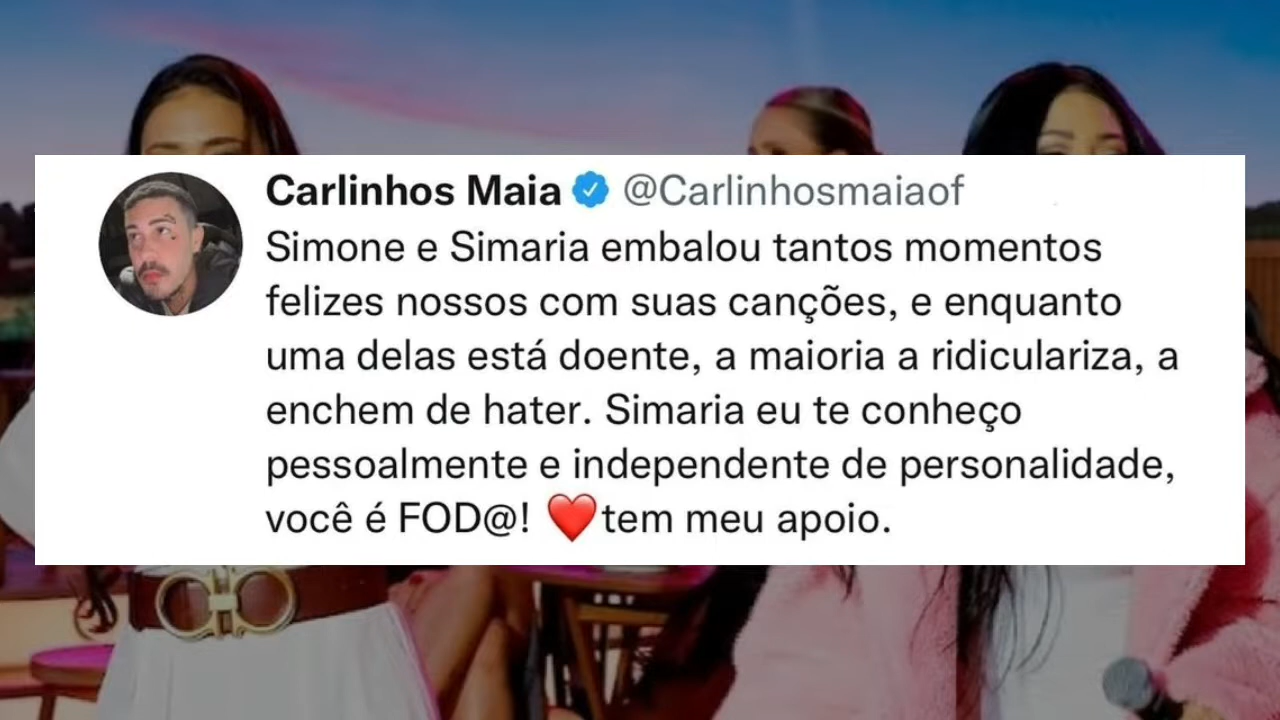 Carlinhos Maia @Carlinhosmaiaof
Simone e Simaria embalou tantos momentos
felizes nossos com suas canções, e enquanto
uma delas está doente, a maioria a ridiculariza, a
enchem de hater. Simaria eu te conheço
pessoalmente e independente de personalidade,
você é FOD@! ❤️tem meu apoio.